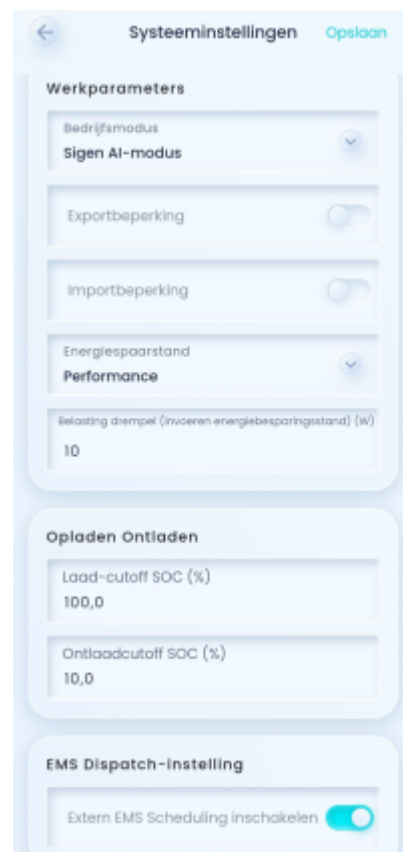 Systeeminstellingen Opslaan
Werkparameters
Bedrijfsmodus
Sigen AI-modus
Exportbeperking
Importbeperking
Energiespaarstand
Performance
Belasting drempel (invoeren energiebesparingsstand) (W)
10
Opladen Ontladen
Laad-cutoff SOC (%)
100,0
Ontlaadcutoff SOC (%)
10,0
EMS Dispatch-instelling
Extern EMS Scheduling inschakelen